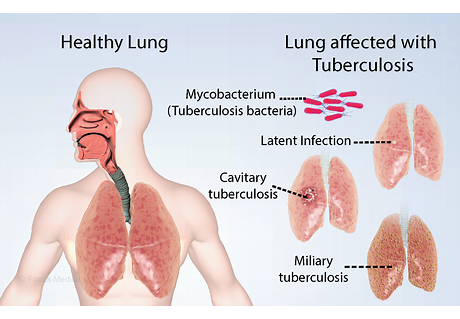 Healthy Lung
Lung affected with
Tuberculosis
Mycobacterium
(Tuberculosis bacteria)
Latent Infection
Cavitary
tuberculosis
Miliary
tuberculosis